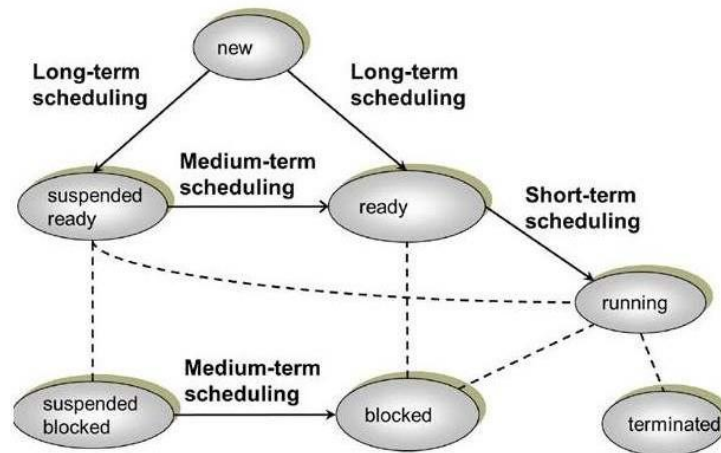 new
Long-term
scheduling
Long-term
scheduling
Medium-term
scheduling
suspended
ready
ready
Short-term
scheduling
running
Medium-term
scheduling
suspended
blocked
blocked
terminated